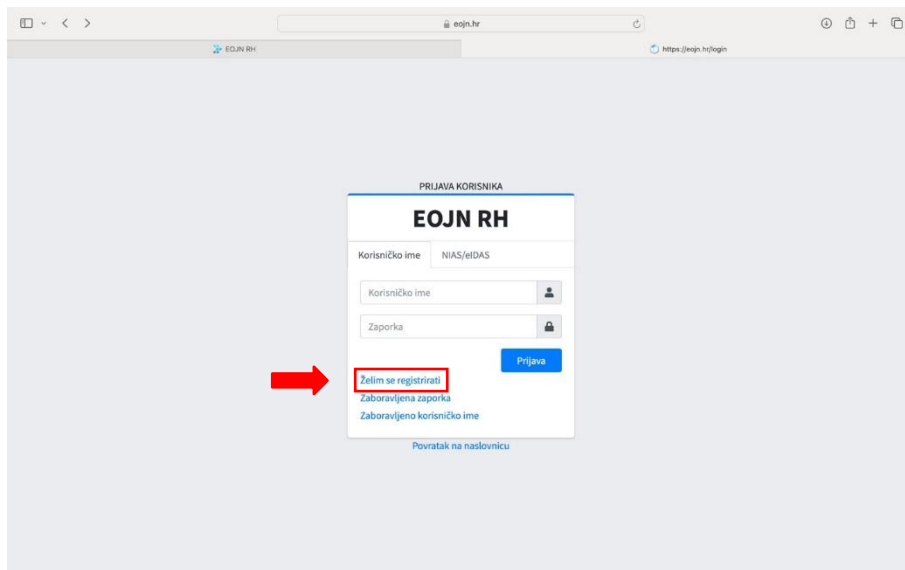 eojn.hr
EOJN RH
https://eojn.hr/login
PRIJAVA KORISNIKA
EOJN RH
Korisničko ime NIAS/eIDAS
Korisničko ime
Zaporka
Prijava
Želim se registrirati
Zaboravljena zaporka
Zaboravljeno korisničko ime
Povratak na naslovnicu